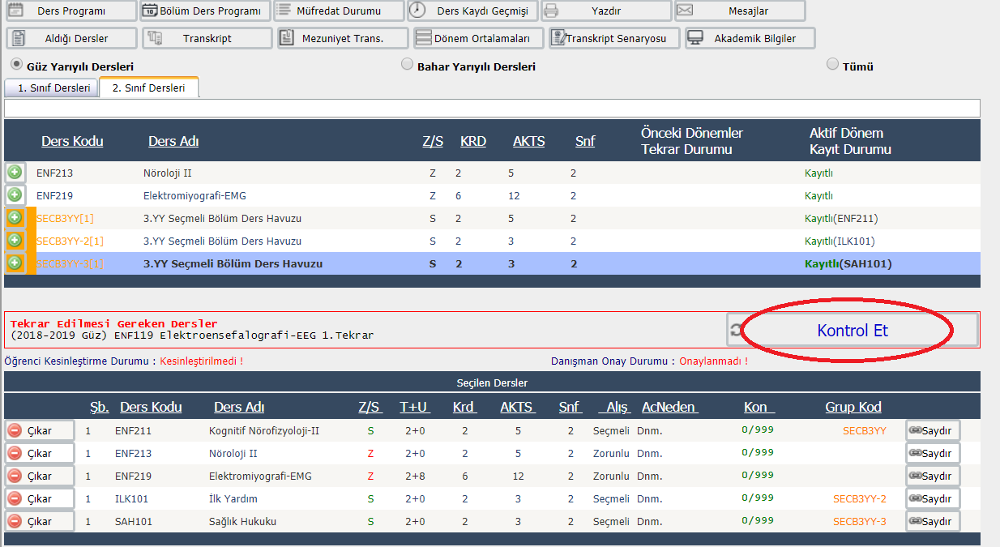 Ders Programı Bölüm Ders Programı Müfredat Durumu Ders Kaydı Geçmişi Yazdır Mesajlar
Aldığı Dersler Transkript Mezuniyet Trans. Dönem Ortalamaları Transkript Senaryosu Akademik Bilgiler
Güz Yarıyılı Dersleri Bahar Yarıyılı Dersleri Tümü
1. Sınıf Dersleri 2. Sınıf Dersleri
Ders Kodu Ders Adı Z/S KRD AKTS Snf Önceki Dönemler Tekrar Durumu Aktif Dönem Kayıt Durumu
ENF213 Nöroloji II Z 2 5 2 Kayıtlı
ENF219 Elektromiyografi-EMG Z 6 12 2 Kayıtlı
SECB3YY[1] 3.YY Seçmeli Bölüm Ders Havuzu S 2 5 2 Kayıtlı(ENF211)
SECB3YY-2[1] 3.YY Seçmeli Bölüm Ders Havuzu S 2 3 2 Kayıtlı(ILK101)
SECB3YY-3[1] 3.YY Seçmeli Bölüm Ders Havuzu S 2 3 2 Kayıtlı(SAH101)
Tekrar Edilmesi Gereken Dersler
(2018-2019 Güz) ENF119 Elektroensefalografi-EEG 1.Tekrar
Kontrol Et
Öğrenci Kesinleştirme Durumu : Kesinleştirilmedi ! Danışman Onay Durumu : Onaylanmadı !
Seçilen Dersler
Şb. Ders Kodu Ders Adı Z/S T+U Krd AKTS Snf Alış AcNeden Kon Grup Kod
Çıkar 1 ENF211 Kognitif Nörofizyoloji-II S 2+0 2 5 2 Seçmeli Dnm. 0/999 SECB3YY Saydır
Çıkar 1 ENF213 Nöroloji II Z 2+0 2 5 2 Zorunlu Dnm. 0/999 Saydır
Çıkar 1 ENF219 Elektromiyografi-EMG Z 2+8 6 12 2 Zorunlu Dnm. 0/999 Saydır
Çıkar 1 ILK101 İlk Yardım S 2+0 2 3 2 Seçmeli Dnm. 0/999 SECB3YY-2 Saydır
Çıkar 1 SAH101 Sağlık Hukuku S 2+0 2 3 2 Seçmeli Dnm. 0/999 SECB3YY-3 Saydır